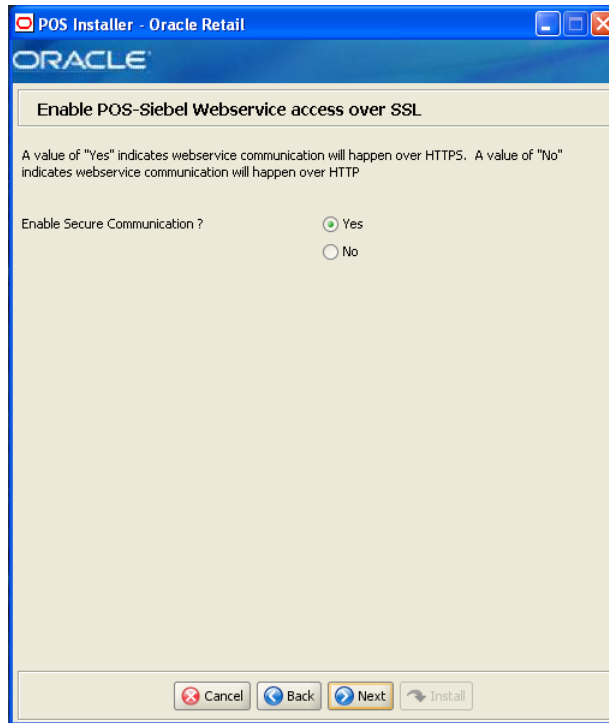 POS Installer - Oracle Retail
ORACLE
Enable POS-Siebel Webservice access over SSL
A value of "Yes" indicates webservice communication will happen over HTTPS. A value of "No"
indicates webservice communication will happen over HTTP
Enable Secure Communication ?
Yes
No
Cancel
Back
Next
Install